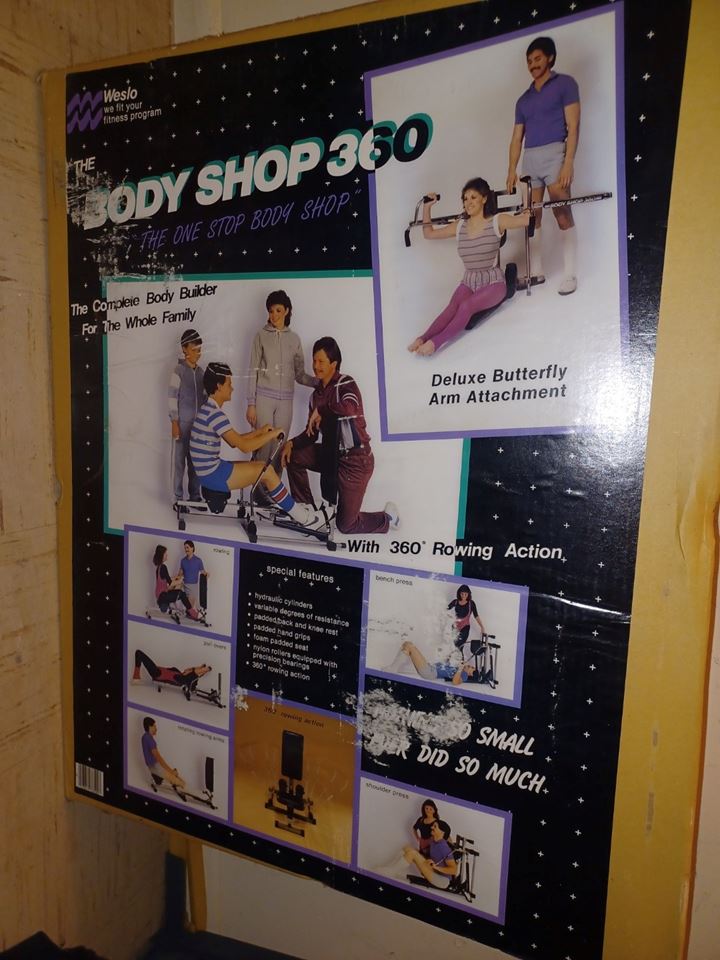 Weslo
we fit your
fitness program
THE
BODY SHOP 360
"THE ONE STOP BODY SHOP"
BODY SHOP
Deluxe Butterfly
Arm Attachment
The Complete Body Builder
For The Whole Family
With 360° Rowing Action
rowing
special features
• hydraulic cylinders
• variable degrees of resistance
• padded back and knee rest
• padded hand grips
• foam padded seat
• nylon rollers equipped with
precision bearings
• 360° rowing action
bench press
360° rowing action
SMALL
DID SO MUCH
shoulder press